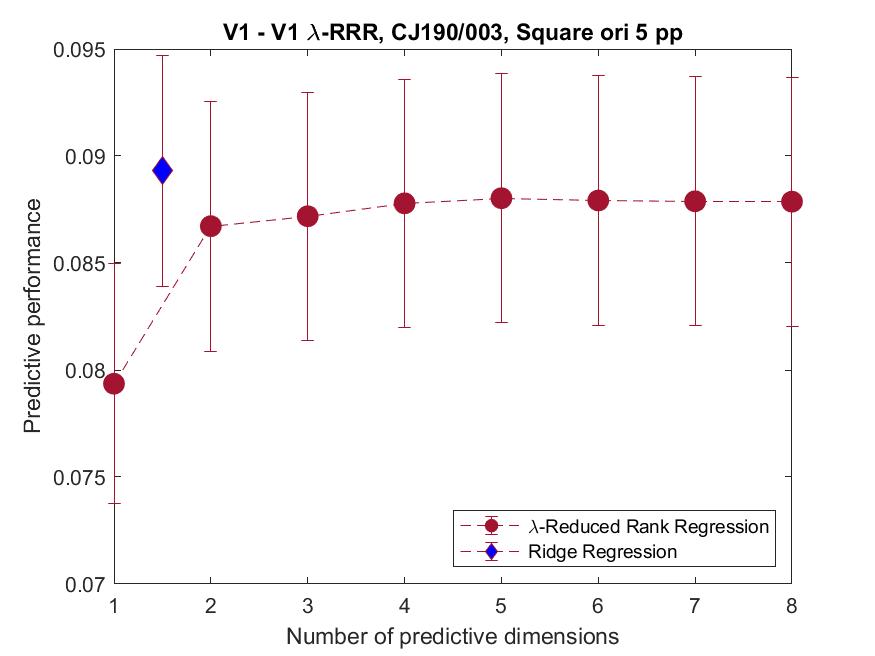 V1 - V1 λ-RRR, CJ190/003, Square ori 5 pp
0.095
0.09
0.085
0.08
0.075
0.07
Predictive performance
1 2 3 4 5 6 7 8
Number of predictive dimensions
λ-Reduced Rank Regression
Ridge Regression